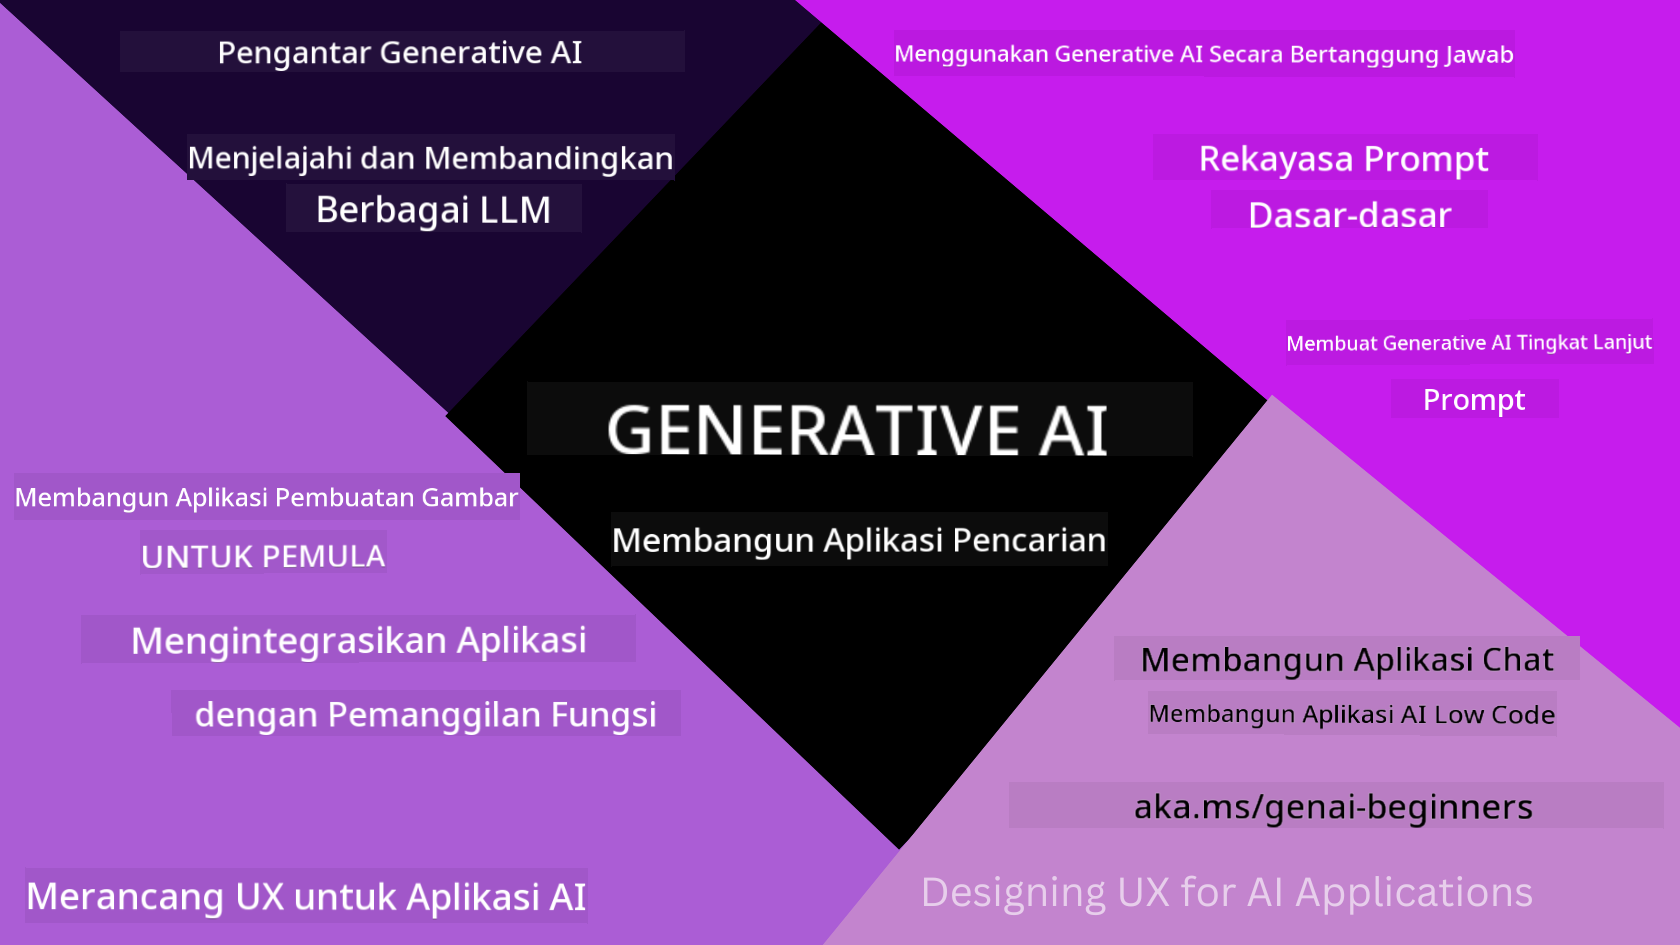 Pengantar Generative AI
Menjelajahi dan Membandingkan
Berbagai LLM
Menggunakan Generative AI Secara Bertanggung Jawab
Rekayasa Prompt
Dasar-dasar
Membuat Generative AI Tingkat Lanjut
Prompt
GENERATIVE AI
Membangun Aplikasi Pencarian
Membangun Aplikasi Pembuatan Gambar
UNTUK PEMULA
Mengintegrasikan Aplikasi
dengan Pemanggilan Fungsi
Merancang UX untuk Aplikasi AI
Membangun Aplikasi Chat
Membangun Aplikasi AI Low Code
aka.ms/genai-beginners
Designing UX for AI Applications